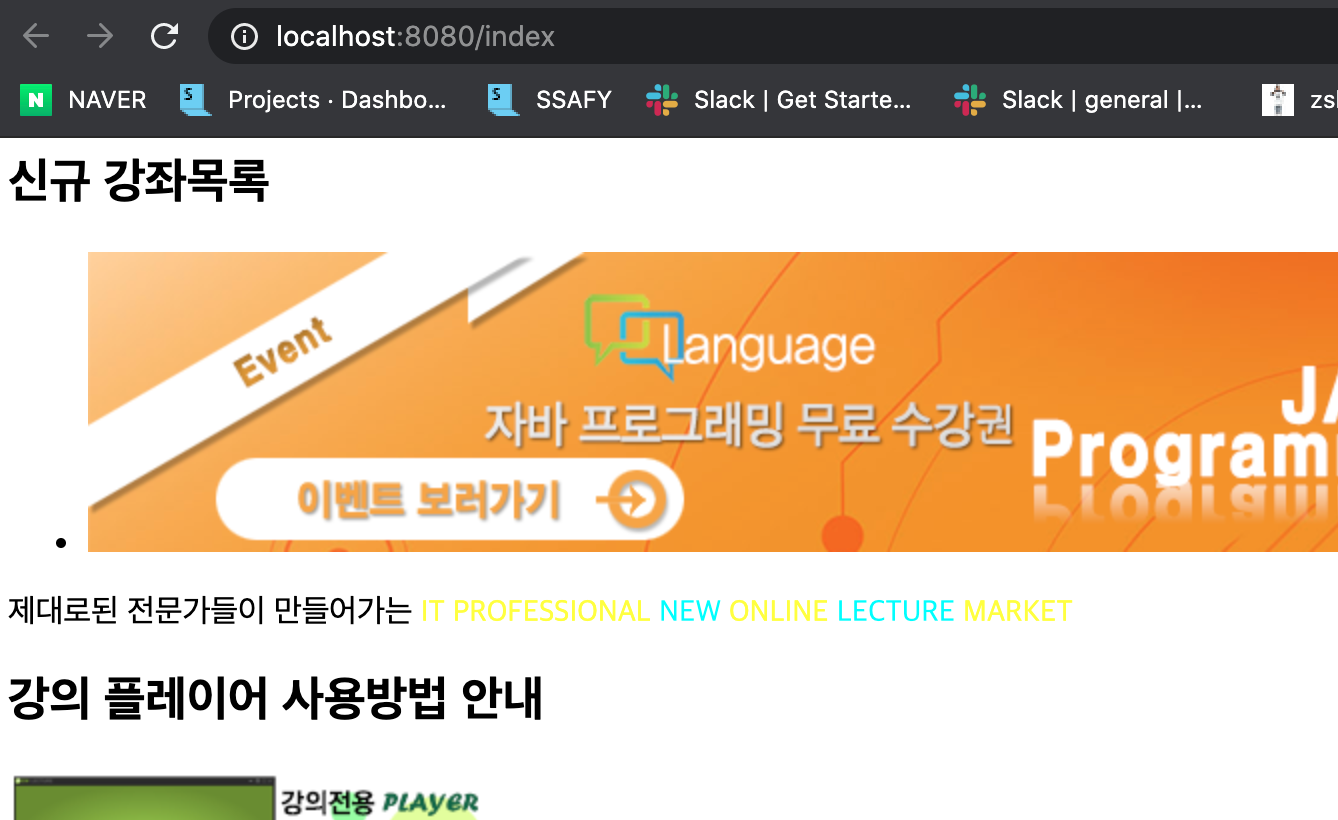 localhost:8080/index
NAVER Projects · Dashbo... SSAFY Slack | Get Starte... Slack | general |...
신규 강좌목록
Event
Language
자바 프로그래밍 무료 수강권
이벤트 보러가기
제대로된 전문가들이 만들어가는 IT PROFESSIONAL NEW ONLINE LECTURE MARKET
강의 플레이어 사용방법 안내
강의전용 PLAYER